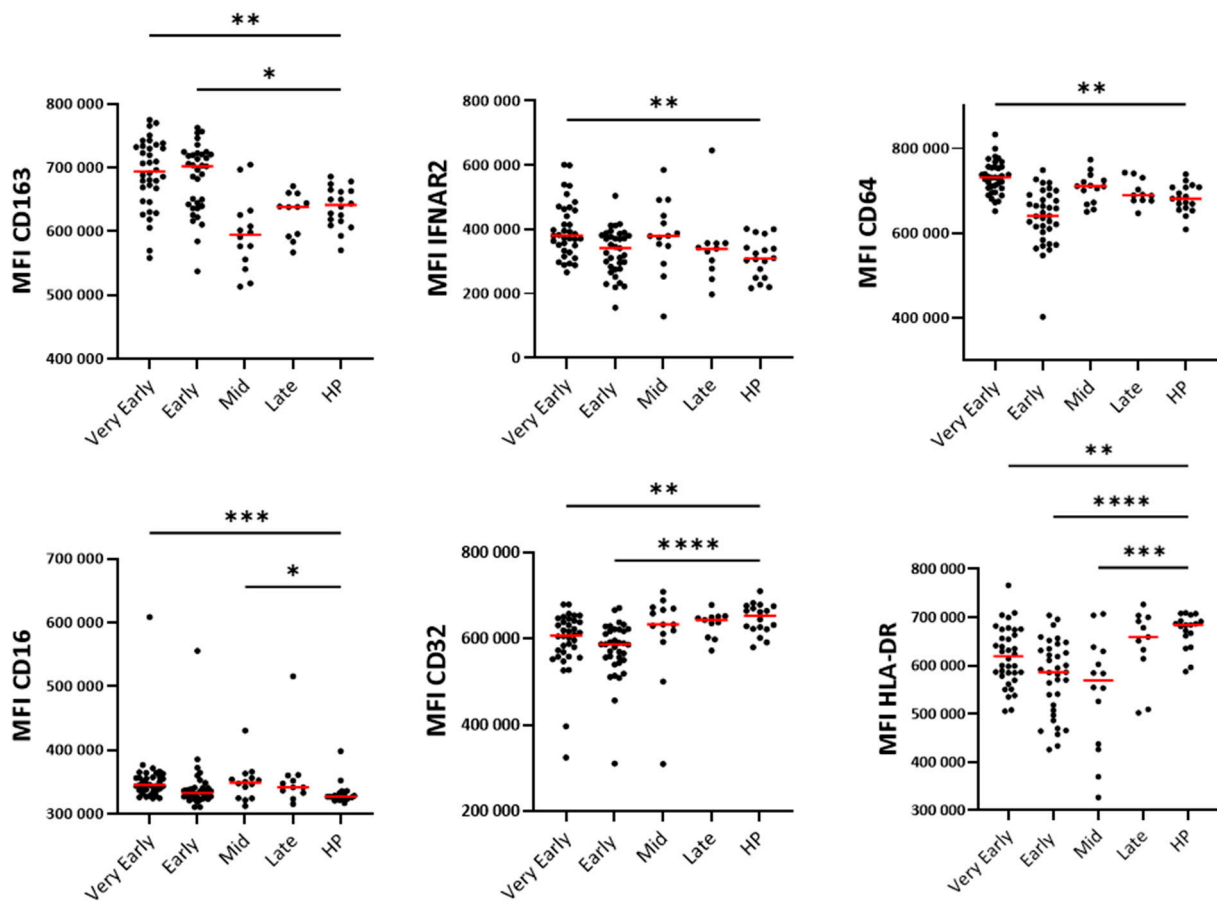 **
*
800 000
700 000
600 000
500 000
400 000
MFI CD163
Very Early
Early
Mid
Late
HP
**
800 000
600 000
400 000
200 000
0
MFI IFNAR2
Very Early
Early
Mid
Late
HP
**
800 000
600 000
400 000
MFI CD64
Very Early
Early
Mid
Late
HP
***
*
700 000
500 000
400 000
300 000
MFI CD16
Very Early
Early
Mid
Late
HP
**
****
800 000
600 000
400 000
200 000
MFI CD32
Very Early
Early
Mid
Late
HP
**
****
***
800 000
700 000
600 000
500 000
400 000
300 000
MFI HLA-DR
Very Early
Early
Mid
Late
HP